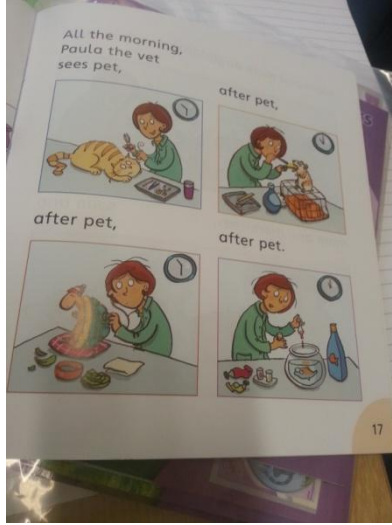 All the morning,
Paula the vet
sees pet,
after pet,
after pet,
after pet.
17